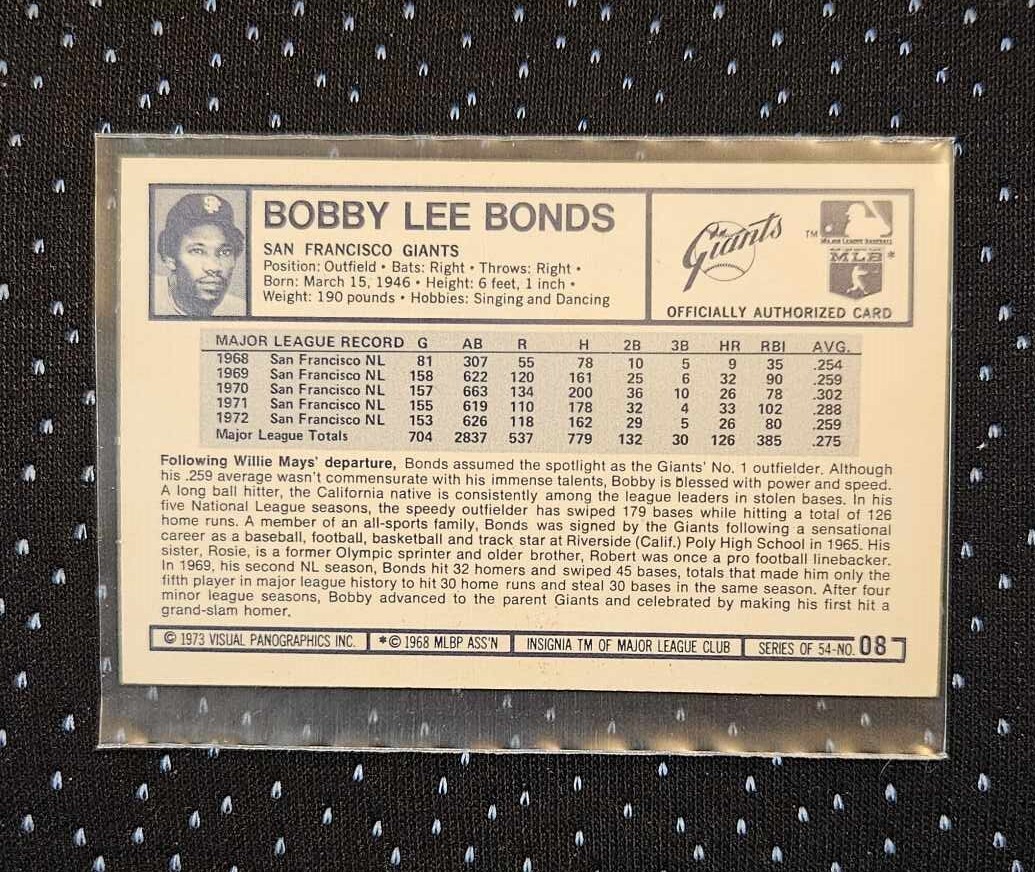 BOBBY LEE BONDS
SAN FRANCISCO GIANTS
Position: Outfield • Bats: Right • Throws: Right •
Born: March 15, 1946 • Height: 6 feet, 1 inch •
Weight: 190 pounds • Hobbies: Singing and Dancing
SF
Giants
TM
MAJOR LEAGUE BASEBALL
MLB*
OFFICIALLY AUTHORIZED CARD
MAJOR LEAGUE RECORD G AB R H 2B 3B HR RBI AVG.
1968 San Francisco NL 81 307 55 78 10 5 9 35 .254
1969 San Francisco NL 158 622 120 161 25 6 32 90 .259
1970 San Francisco NL 157 663 134 200 36 10 26 78 .302
1971 San Francisco NL 155 619 110 178 32 4 33 102 .288
1972 San Francisco NL 153 626 118 162 29 5 26 80 .259
Major League Totals 704 2837 537 779 132 30 126 385 .275
Following Willie Mays' departure, Bonds assumed the spotlight as the Giants' No. 1 outfielder. Although
his .259 average wasn't commensurate with his immense talents, Bobby is blessed with power and speed.
A long ball hitter, the California native is consistently among the league leaders in stolen bases. In his
five National League seasons, the speedy outfielder has swiped 179 bases while hitting a total of 126
home runs. A member of an all-sports family, Bonds was signed by the Giants following a sensational
career as a baseball, football, basketball and track star at Riverside (Calif.) Poly High School in 1965. His
sister, Rosie, is a former Olympic sprinter and older brother, Robert was once a pro football linebacker.
In 1969, his second NL season, Bonds hit 32 homers and swiped 45 bases, totals that made him only the
fifth player in major league history to hit 30 home runs and steal 30 bases in the same season. After four
minor league seasons, Bobby advanced to the parent Giants and celebrated by making his first hit a
grand-slam homer.
© 1973 VISUAL PANOGRAPHICS INC. *© 1968 MLBP ASS'N INSIGNIA TM OF MAJOR LEAGUE CLUB SERIES OF 54-NO. 08